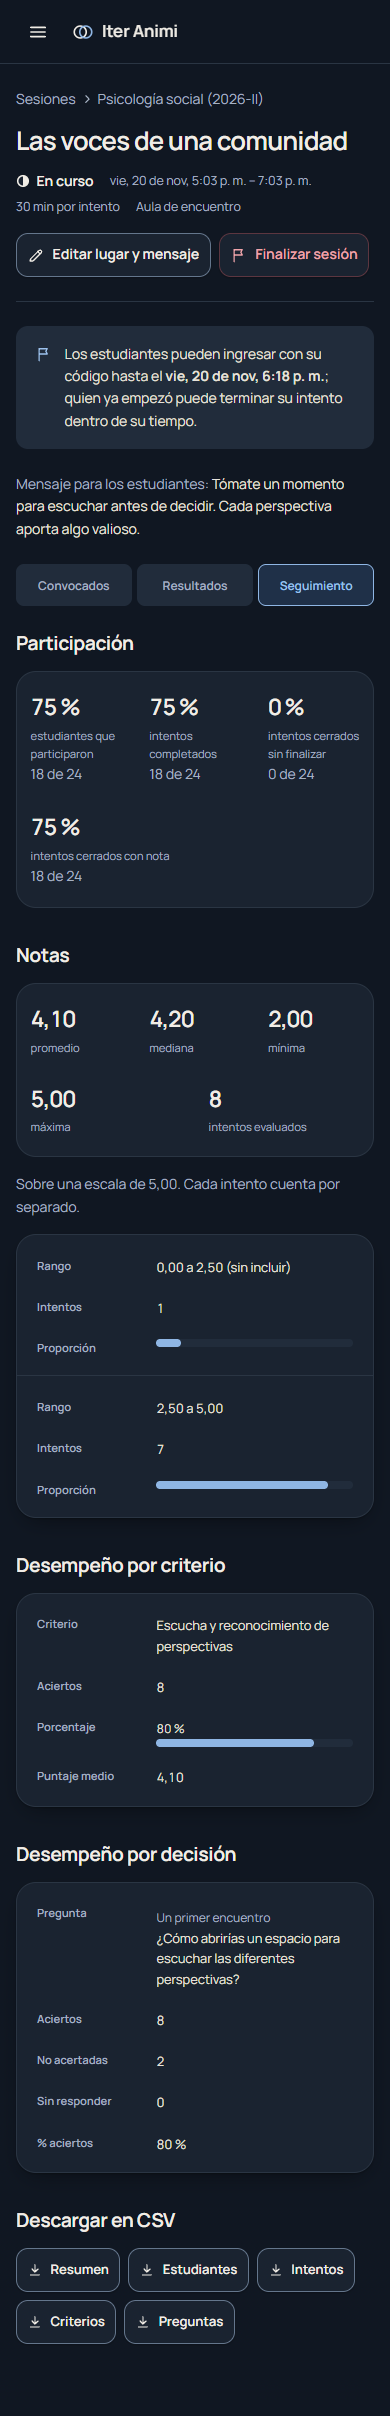 Iter Animi
Sesiones > Psicología social (2026-II)
Las voces de una comunidad
En curso vie, 20 de nov, 5:03 p. m. – 7:03 p. m.
30 min por intento Aula de encuentro
Editar lugar y mensaje Finalizar sesión
Los estudiantes pueden ingresar con su
código hasta el vie, 20 de nov, 6:18 p. m.;
quien ya empezó puede terminar su intento
dentro de su tiempo.
Mensaje para los estudiantes: Tómate un momento
para escuchar antes de decidir. Cada perspectiva
aporta algo valioso.
Convocados Resultados Seguimiento
Participación
75 % 75 % 0 %
estudiantes que intentos intentos cerrados
participaron completados sin finalizar
18 de 24 18 de 24 0 de 24
75 %
intentos cerrados con nota
18 de 24
Notas
4,10 4,20 2,00
promedio mediana mínima
5,00 8
máxima intentos evaluados
Sobre una escala de 5,00. Cada intento cuenta por
separado.
Rango 0,00 a 2,50 (sin incluir)
Intentos 1
Proporción
Rango 2,50 a 5,00
Intentos 7
Proporción
Desempeño por criterio
Criterio Escucha y reconocimiento de
perspectivas
Aciertos 8
Porcentaje 80 %
Puntaje medio 4,10
Desempeño por decisión
Pregunta Un primer encuentro
¿Cómo abrirías un espacio para
escuchar las diferentes
perspectivas?
Aciertos 8
No acertadas 2
Sin responder 0
% aciertos 80 %
Descargar en CSV
Resumen Estudiantes Intentos
Criterios Preguntas